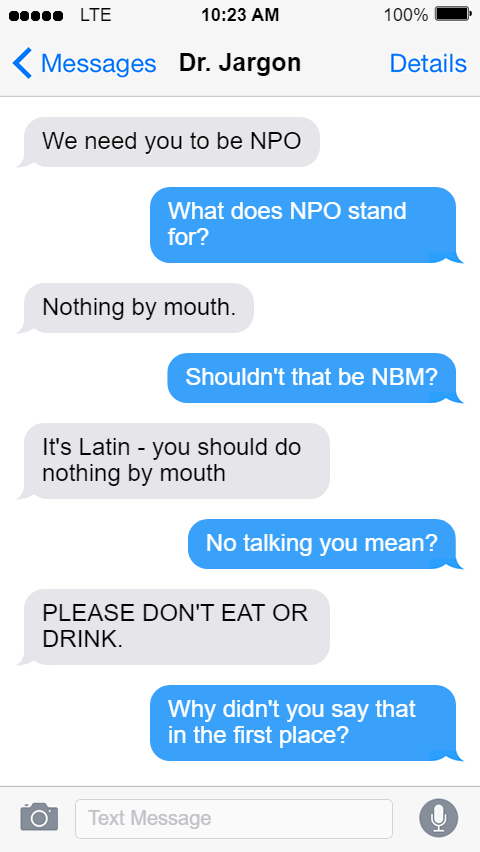 LTE 10:23 AM 100%
Messages Dr. Jargon Details
We need you to be NPO
What does NPO stand
for?
Nothing by mouth.
Shouldn't that be NBM?
It's Latin - you should do
nothing by mouth
No talking you mean?
PLEASE DON'T EAT OR
DRINK.
Why didn't you say that
in the first place?
Text Message